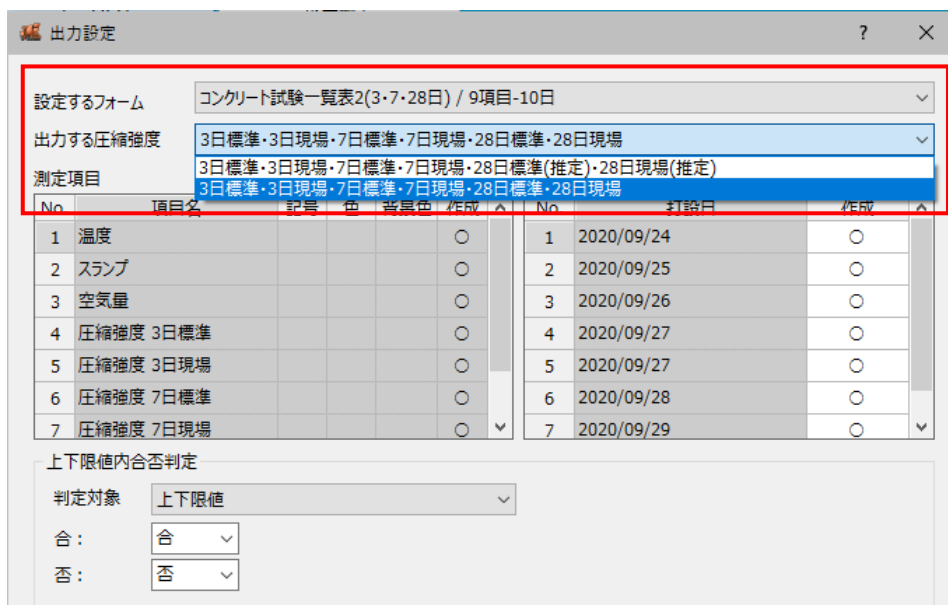 出力設定 ? ×
設定するフォーム コンクリート試験一覧表2(3・7・28日) / 9項目-10日
出力する圧縮強度 3日標準・3日現場・7日標準・7日現場・28日標準・28日現場
3日標準・3日現場・7日標準・7日現場・28日標準(推定)・28日現場(推定)
測定項目
3日標準・3日現場・7日標準・7日現場・28日標準・28日現場
No 項目名 記号 色 背景色 作成 No 打設日 作成
1 温度 ○ 1 2020/09/24 ○
2 スランプ ○ 2 2020/09/25 ○
3 空気量 ○ 3 2020/09/26 ○
4 圧縮強度 3日標準 ○ 4 2020/09/27 ○
5 圧縮強度 3日現場 ○ 5 2020/09/27 ○
6 圧縮強度 7日標準 ○ 6 2020/09/28 ○
7 圧縮強度 7日現場 ○ 7 2020/09/29 ○
上下限値内合否判定
判定対象 上下限値
合: 合
否: 否